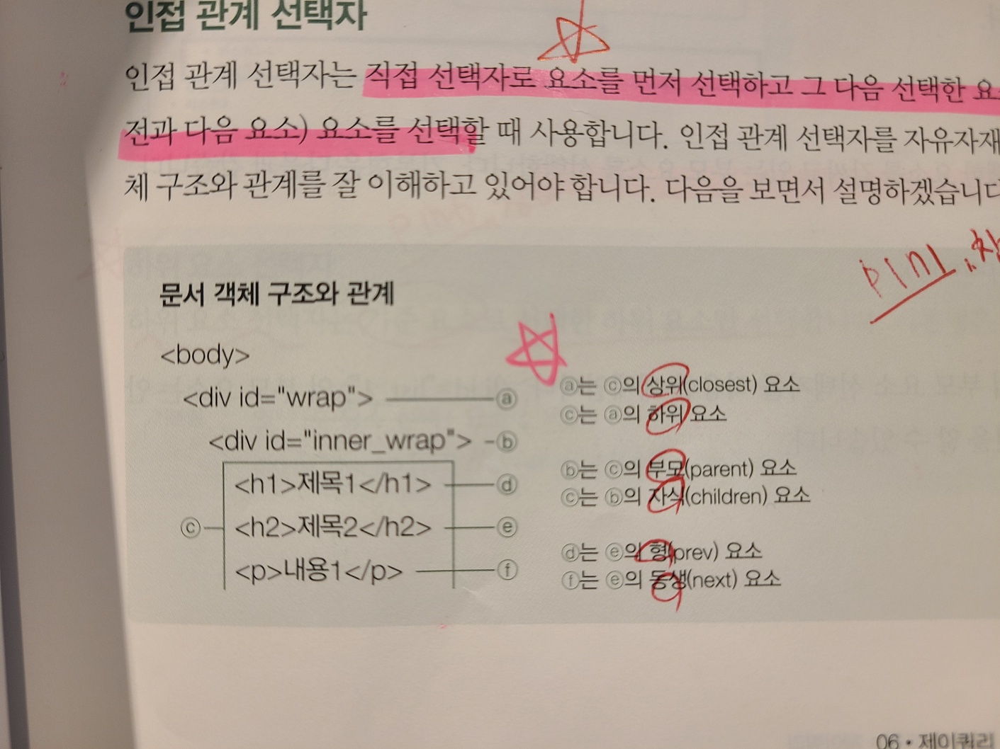 인접 관계 선택자
인접 관계 선택자는 직접 선택자로 요소를 먼저 선택하고 그 다음 선택한 요
전과 다음 요소) 요소를 선택할 때 사용합니다. 인접 관계 선택자를 자유자재
체 구조와 관계를 잘 이해하고 있어야 합니다. 다음을 보면서 설명하겠습니다
문서 객체 구조와 관계
<body>
<div id="wrap"> ⓐ
<div id="inner_wrap"> ⓑ
<h1>제목1</h1> ⓓ
ⓒ <h2>제목2</h2> ⓔ
<p>내용1</p> ⓕ
ⓐ는 ⓒ의 상위(closest) 요소
ⓒ는 ⓐ의 하위 요소
ⓑ는 ⓒ의 부모(parent) 요소
ⓒ는 ⓑ의 자식(children) 요소
ⓓ는 ⓔ의 형(prev) 요소
ⓕ는 ⓔ의 동생(next) 요소
06 • 제이쿼리